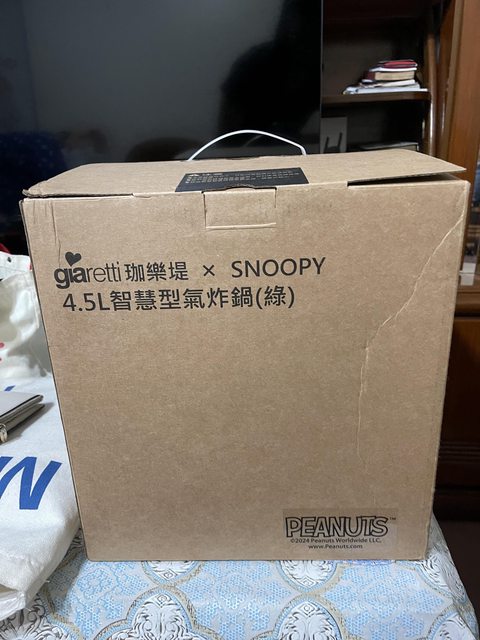 giaretti 珈樂堤 × SNOOPY
4.5L智慧型氣炸鍋(綠)
PEANUTS™
©2024 Peanuts Worldwide LLC.
www.Peanuts.com